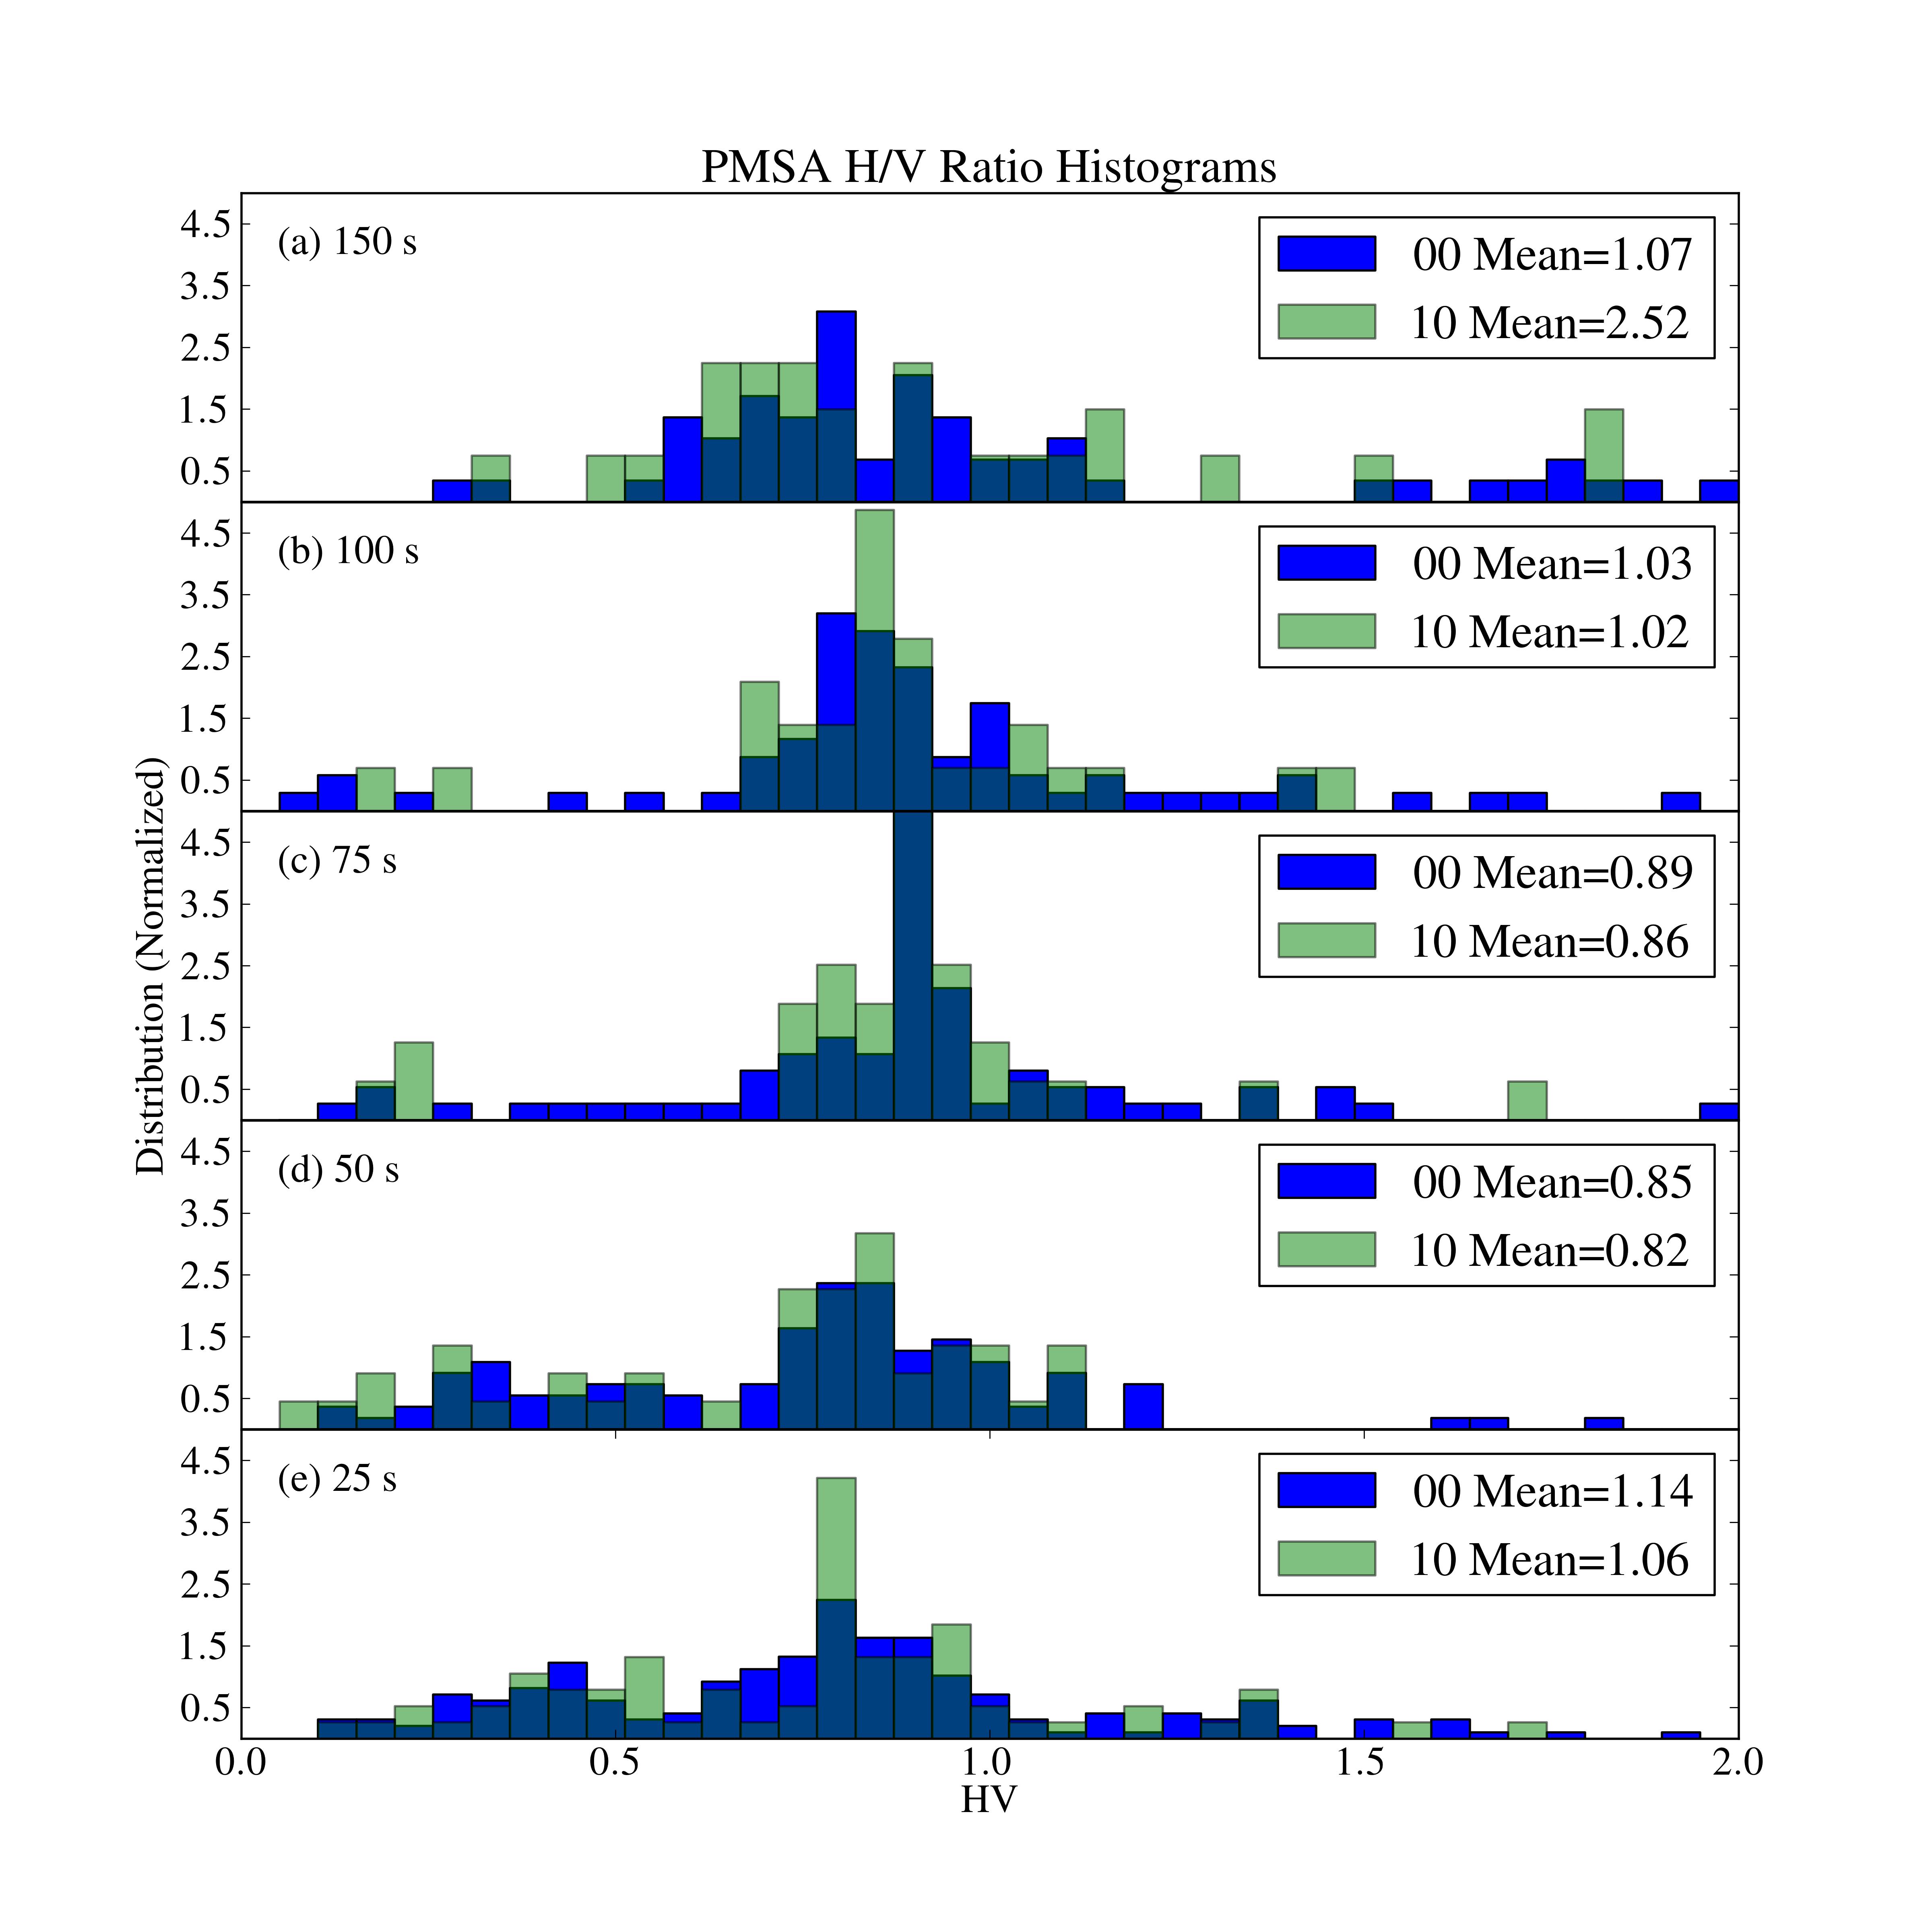 PMSA H/V Ratio Histograms
Distribution (Normalized)
4.5
3.5
2.5
1.5
0.5
(a) 150 s
00 Mean=1.07
10 Mean=2.52
4.5
3.5
2.5
1.5
0.5
(b) 100 s
00 Mean=1.03
10 Mean=1.02
4.5
3.5
2.5
1.5
0.5
(c) 75 s
00 Mean=0.89
10 Mean=0.86
4.5
3.5
2.5
1.5
0.5
(d) 50 s
00 Mean=0.85
10 Mean=0.82
4.5
3.5
2.5
1.5
0.5
(e) 25 s
00 Mean=1.14
10 Mean=1.06
0.0 0.5 1.0 1.5 2.0
HV